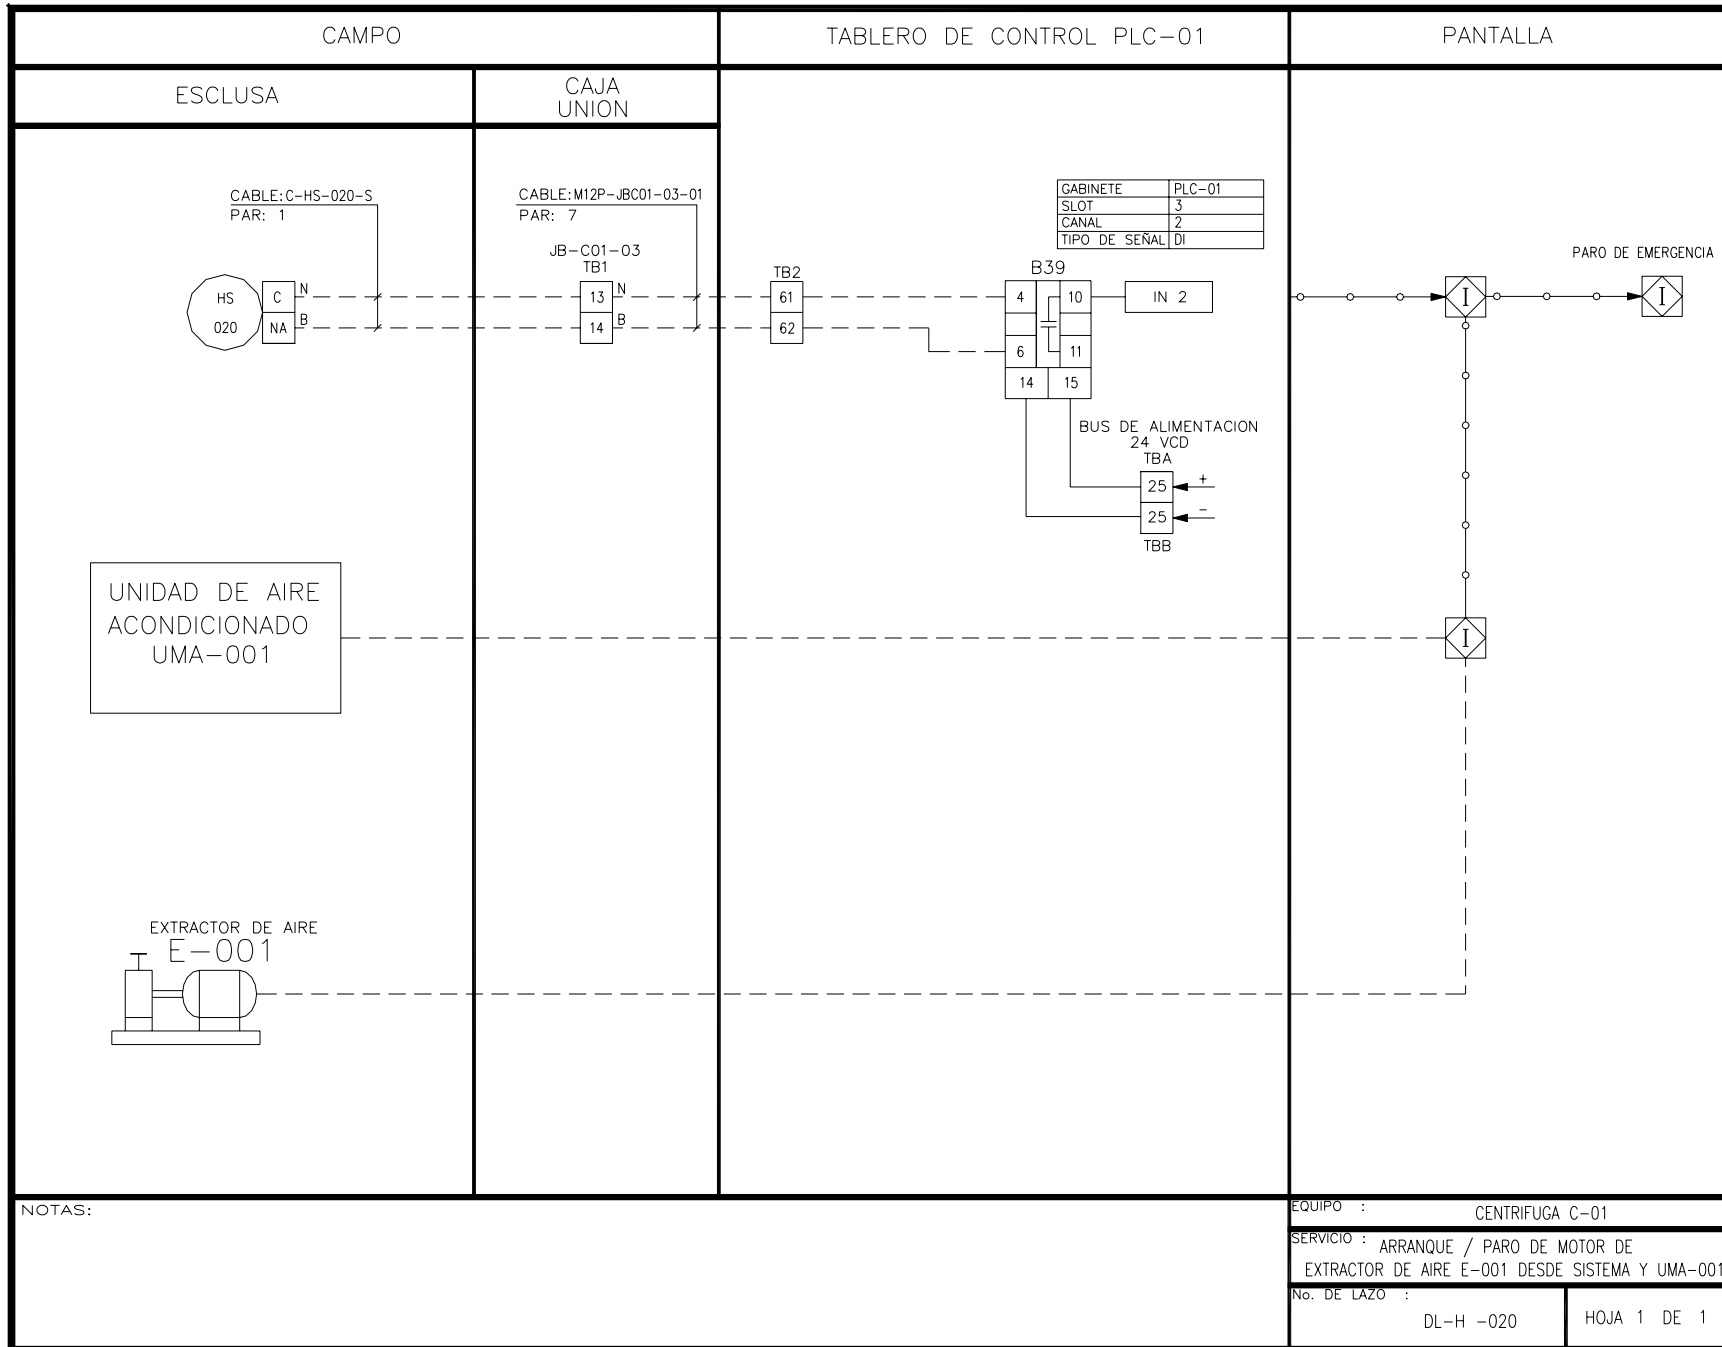 CAMPO
TABLERO DE CONTROL PLC-01
PANTALLA
ESCLUSA
CAJA
UNION
CABLE:C-HS-020-S
PAR: 1
CABLE:M12P-JBC01-03-01
PAR: 7
GABINETE PLC-01
SLOT 3
CANAL 2
TIPO DE SEÑAL DI
JB-C01-03
TB1
TB2
B39
PARO DE EMERGENCIA
HS
020
C N
NA B
13 N
14 B
61
62
4 10
6 11
14 15
IN 2
I
I
BUS DE ALIMENTACION
24 VCD
TBA
25 +
25 -
TBB
UNIDAD DE AIRE
ACONDICIONADO
UMA-001
I
EXTRACTOR DE AIRE
E-001
NOTAS:
EQUIPO : CENTRIFUGA C-01
SERVICIO : ARRANQUE / PARO DE MOTOR DE
EXTRACTOR DE AIRE E-001 DESDE SISTEMA Y UMA-001
No. DE LAZO :
DL-H -020
HOJA 1 DE 1